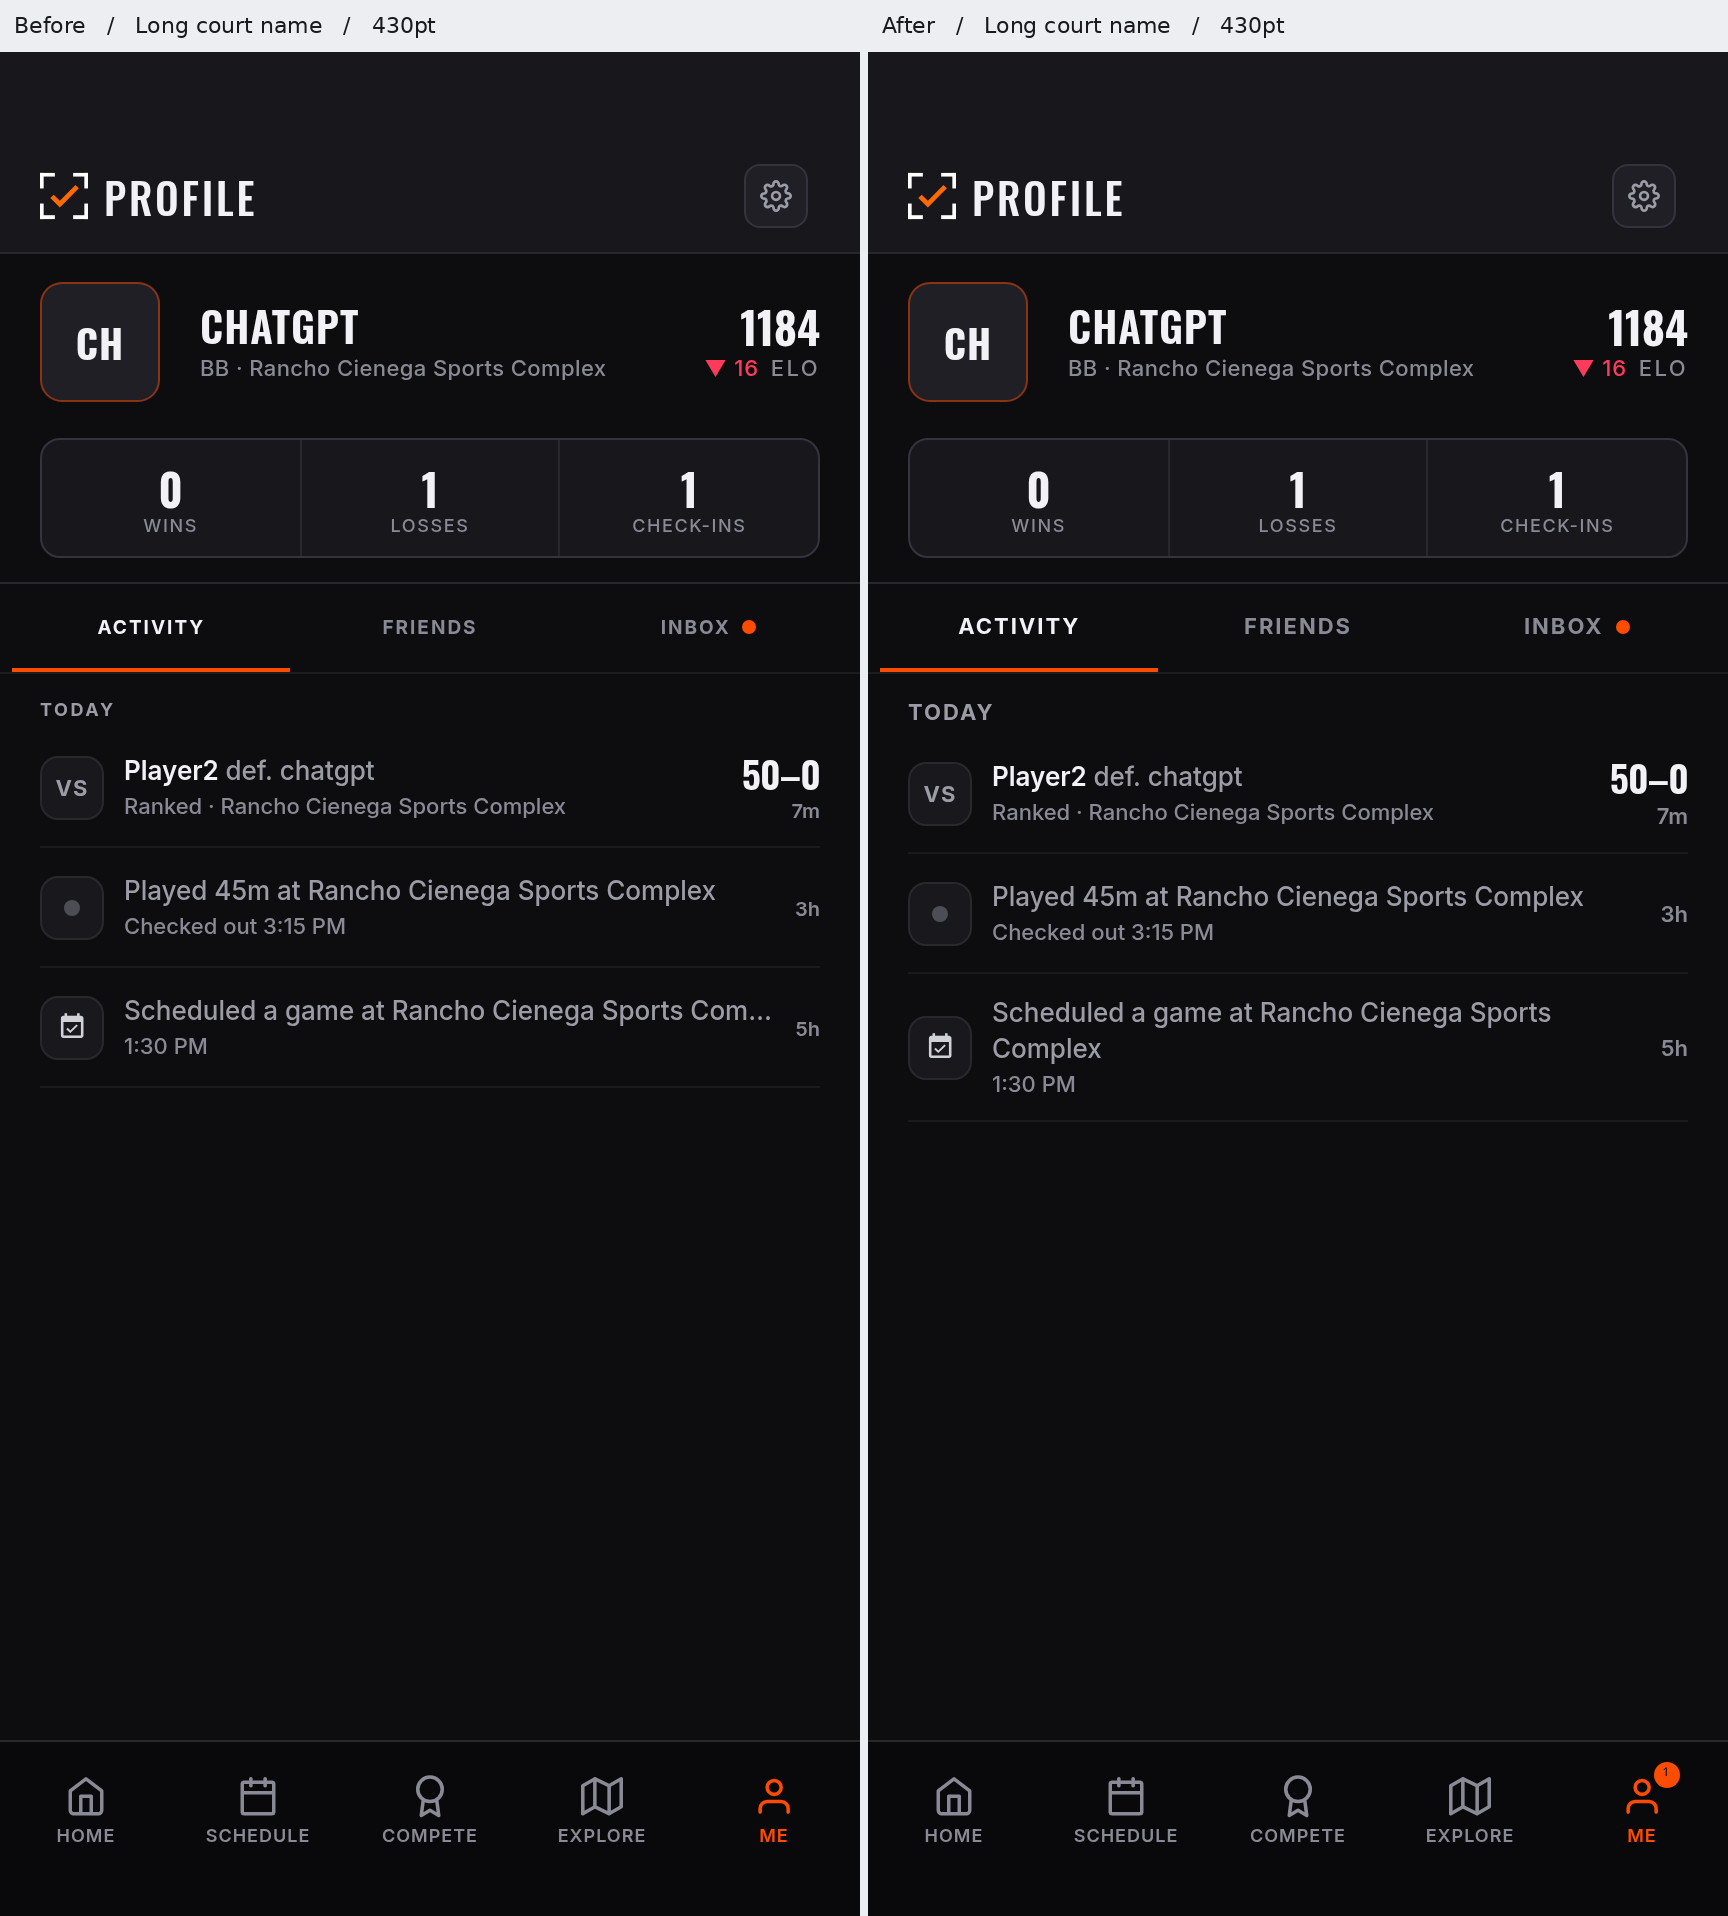 Before / Long court name / 430pt
PROFILE
CH
CHATGPT
BB · Rancho Cienega Sports Complex
1184
▼ 16 ELO
0
WINS
1
LOSSES
1
CHECK-INS
ACTIVITY
FRIENDS
INBOX
TODAY
VS
Player2 def. chatgpt
Ranked · Rancho Cienega Sports Complex
50–0
7m
Played 45m at Rancho Cienega Sports Complex
Checked out 3:15 PM
3h
Scheduled a game at Rancho Cienega Sports Com...
1:30 PM
5h
HOME
SCHEDULE
COMPETE
EXPLORE
ME
After / Long court name / 430pt
PROFILE
CH
CHATGPT
BB · Rancho Cienega Sports Complex
1184
▼ 16 ELO
0
WINS
1
LOSSES
1
CHECK-INS
ACTIVITY
FRIENDS
INBOX
TODAY
VS
Player2 def. chatgpt
Ranked · Rancho Cienega Sports Complex
50–0
7m
Played 45m at Rancho Cienega Sports Complex
Checked out 3:15 PM
3h
Scheduled a game at Rancho Cienega Sports
Complex
1:30 PM
5h
HOME
SCHEDULE
COMPETE
EXPLORE
1
ME